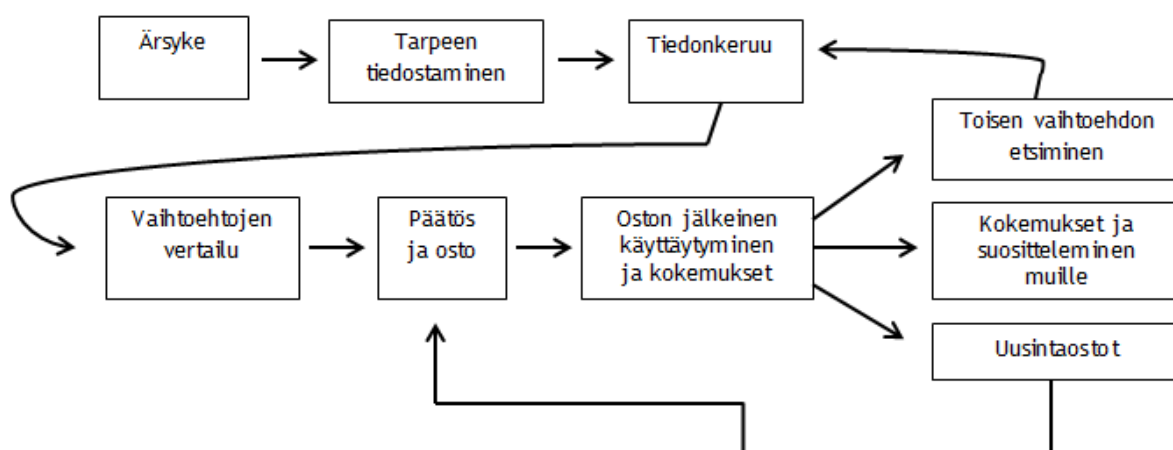 Ärsyke
Tarpeen
tiedostaminen
Tiedonkeruu
Toisen vaihtoehdon
etsiminen
Vaihtoehtojen
vertailu
Päätös
ja osto
Oston jälkeinen
käyttäytyminen
ja kokemukset
Kokemukset ja
suositteleminen
muille
Uusintaostot